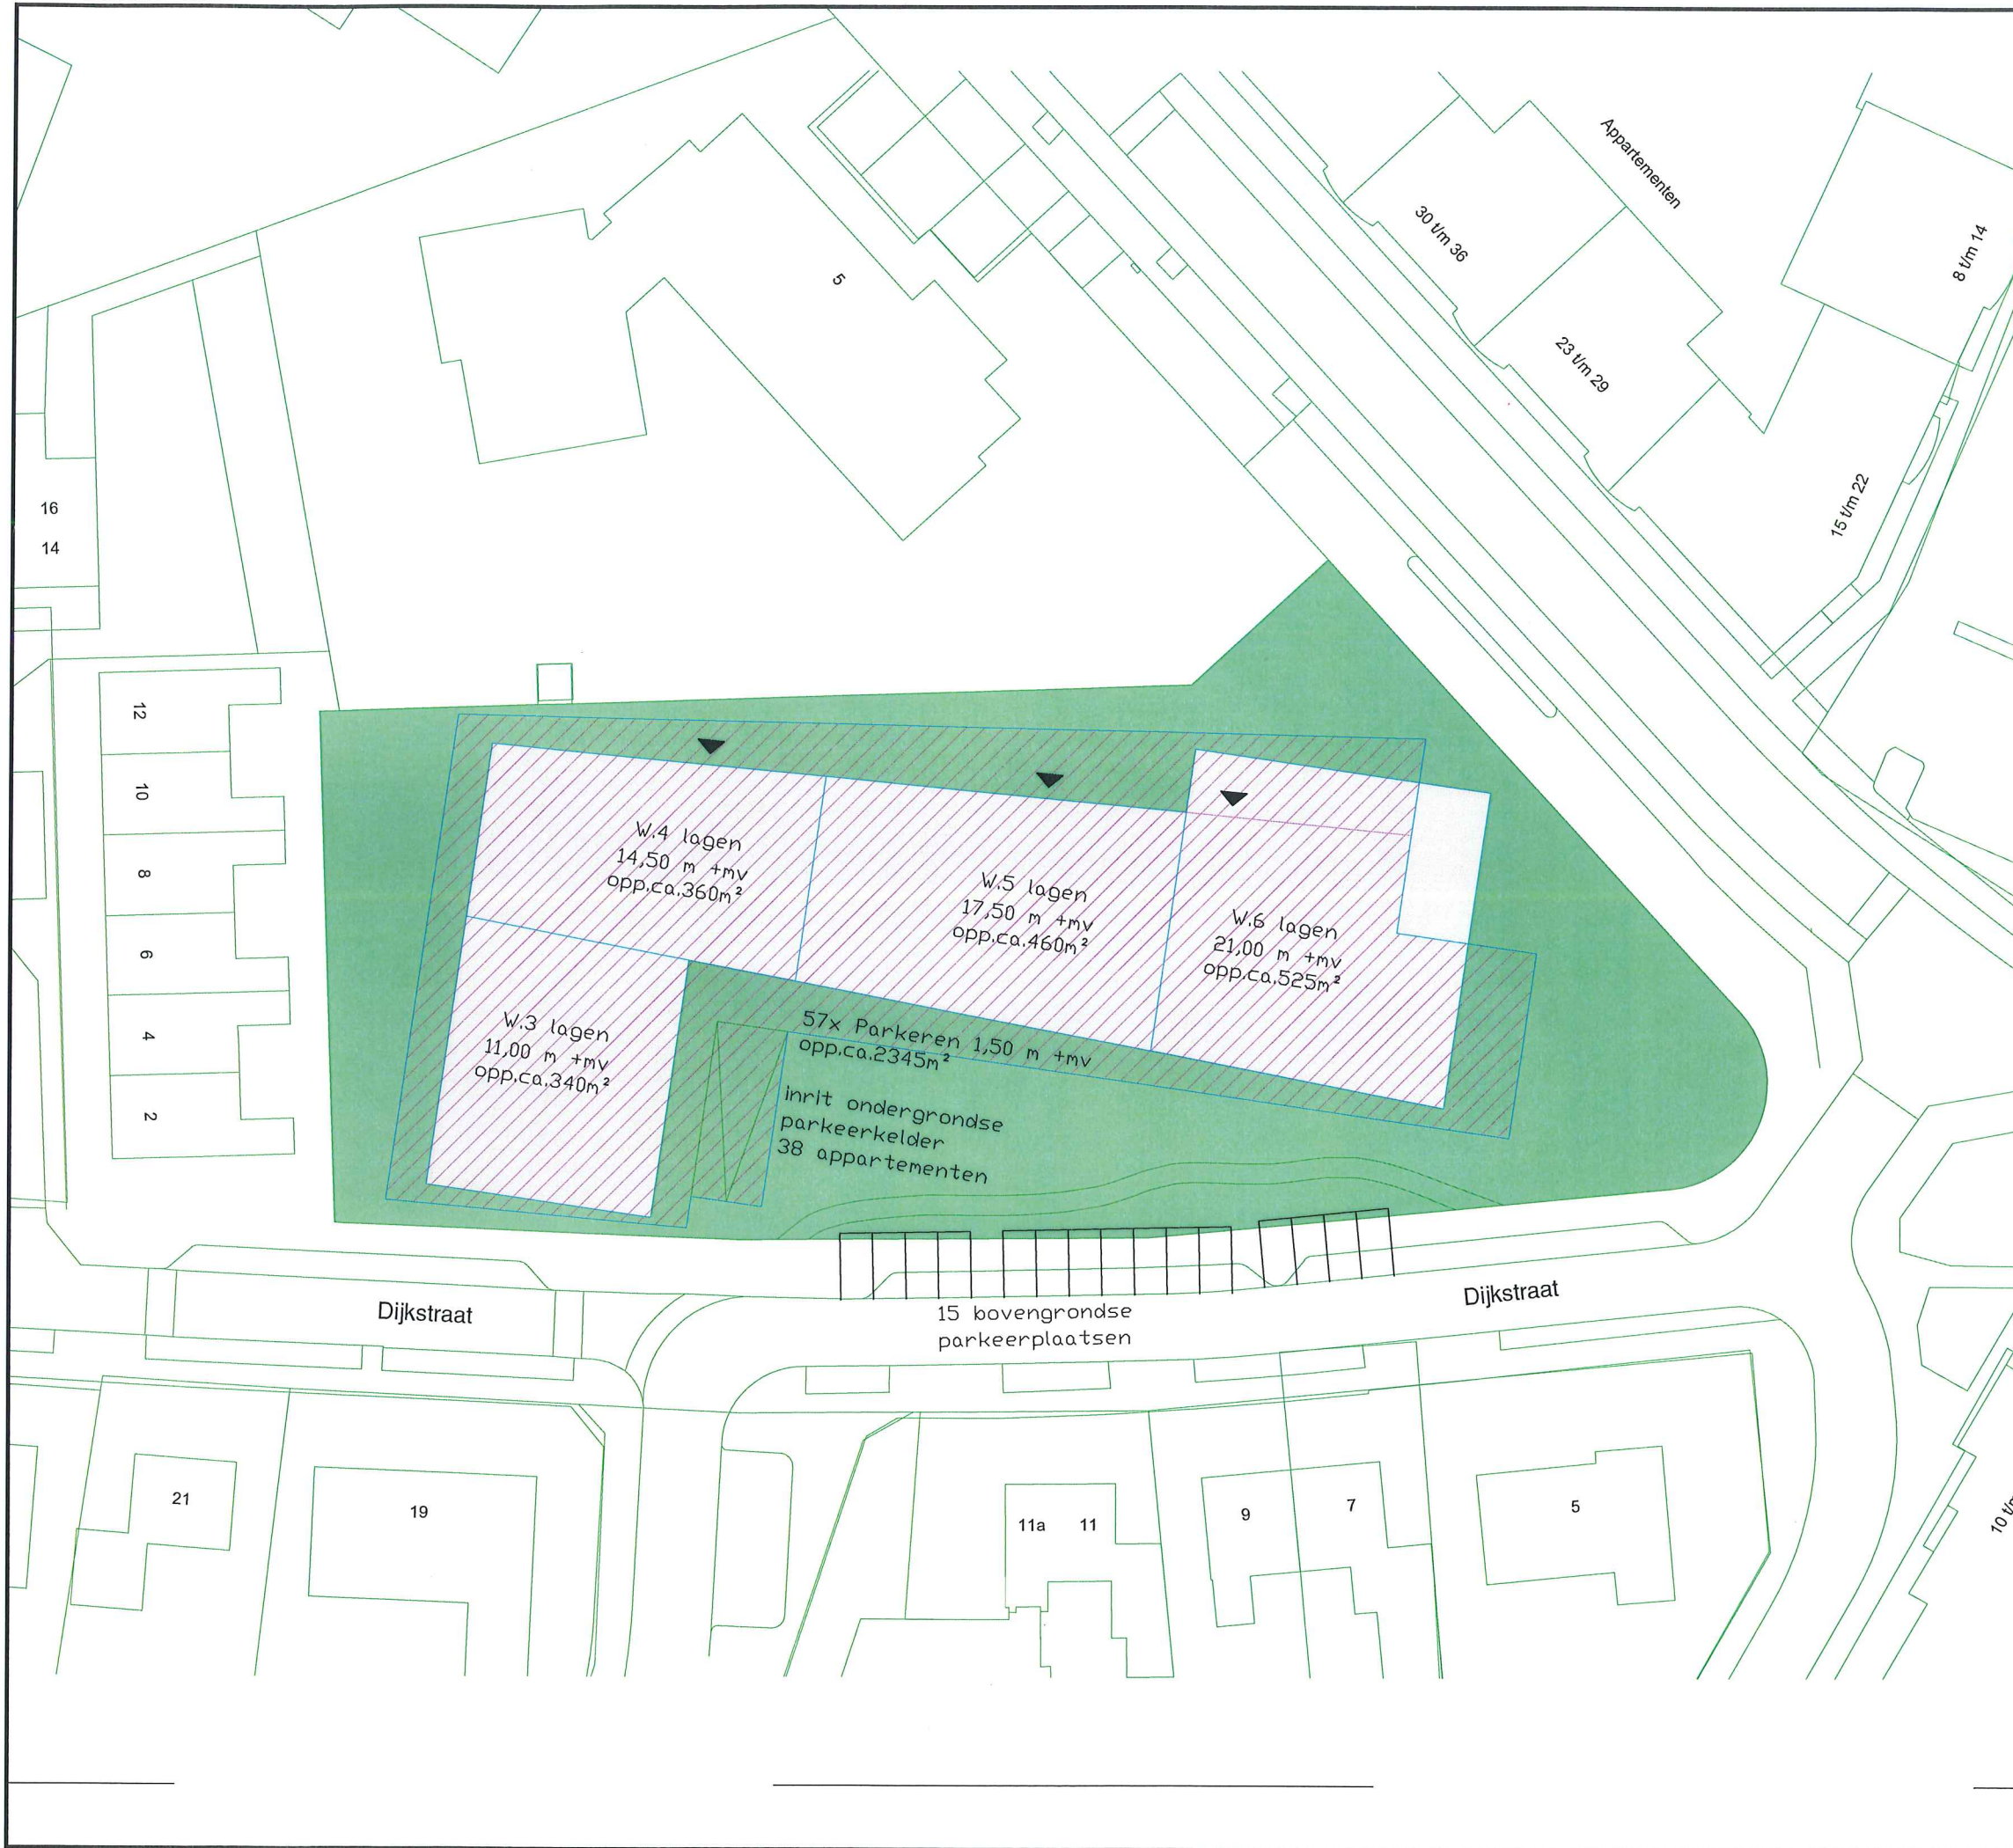 Appartementen
30 t/m 36
8 t/m 14
5
23 t/m 29
15 t/m 22
16
14
12
10
8
6
4
2
W.4 lagen
14,50 m +mv
opp.ca.360m²
W.5 lagen
17,50 m +mv
opp.ca.460m²
W.6 lagen
21,00 m +mv
opp.ca.525m²
W.3 lagen
11,00 m +mv
opp.ca.340m²
57x Parkeren 1,50 m +mv
opp.ca.2345m²
inrit ondergrondse
parkeerkelder
38 appartementen
Dijkstraat
15 bovengrondse
parkeerplaatsen
Dijkstraat
21
19
11a
11
9
7
5
10